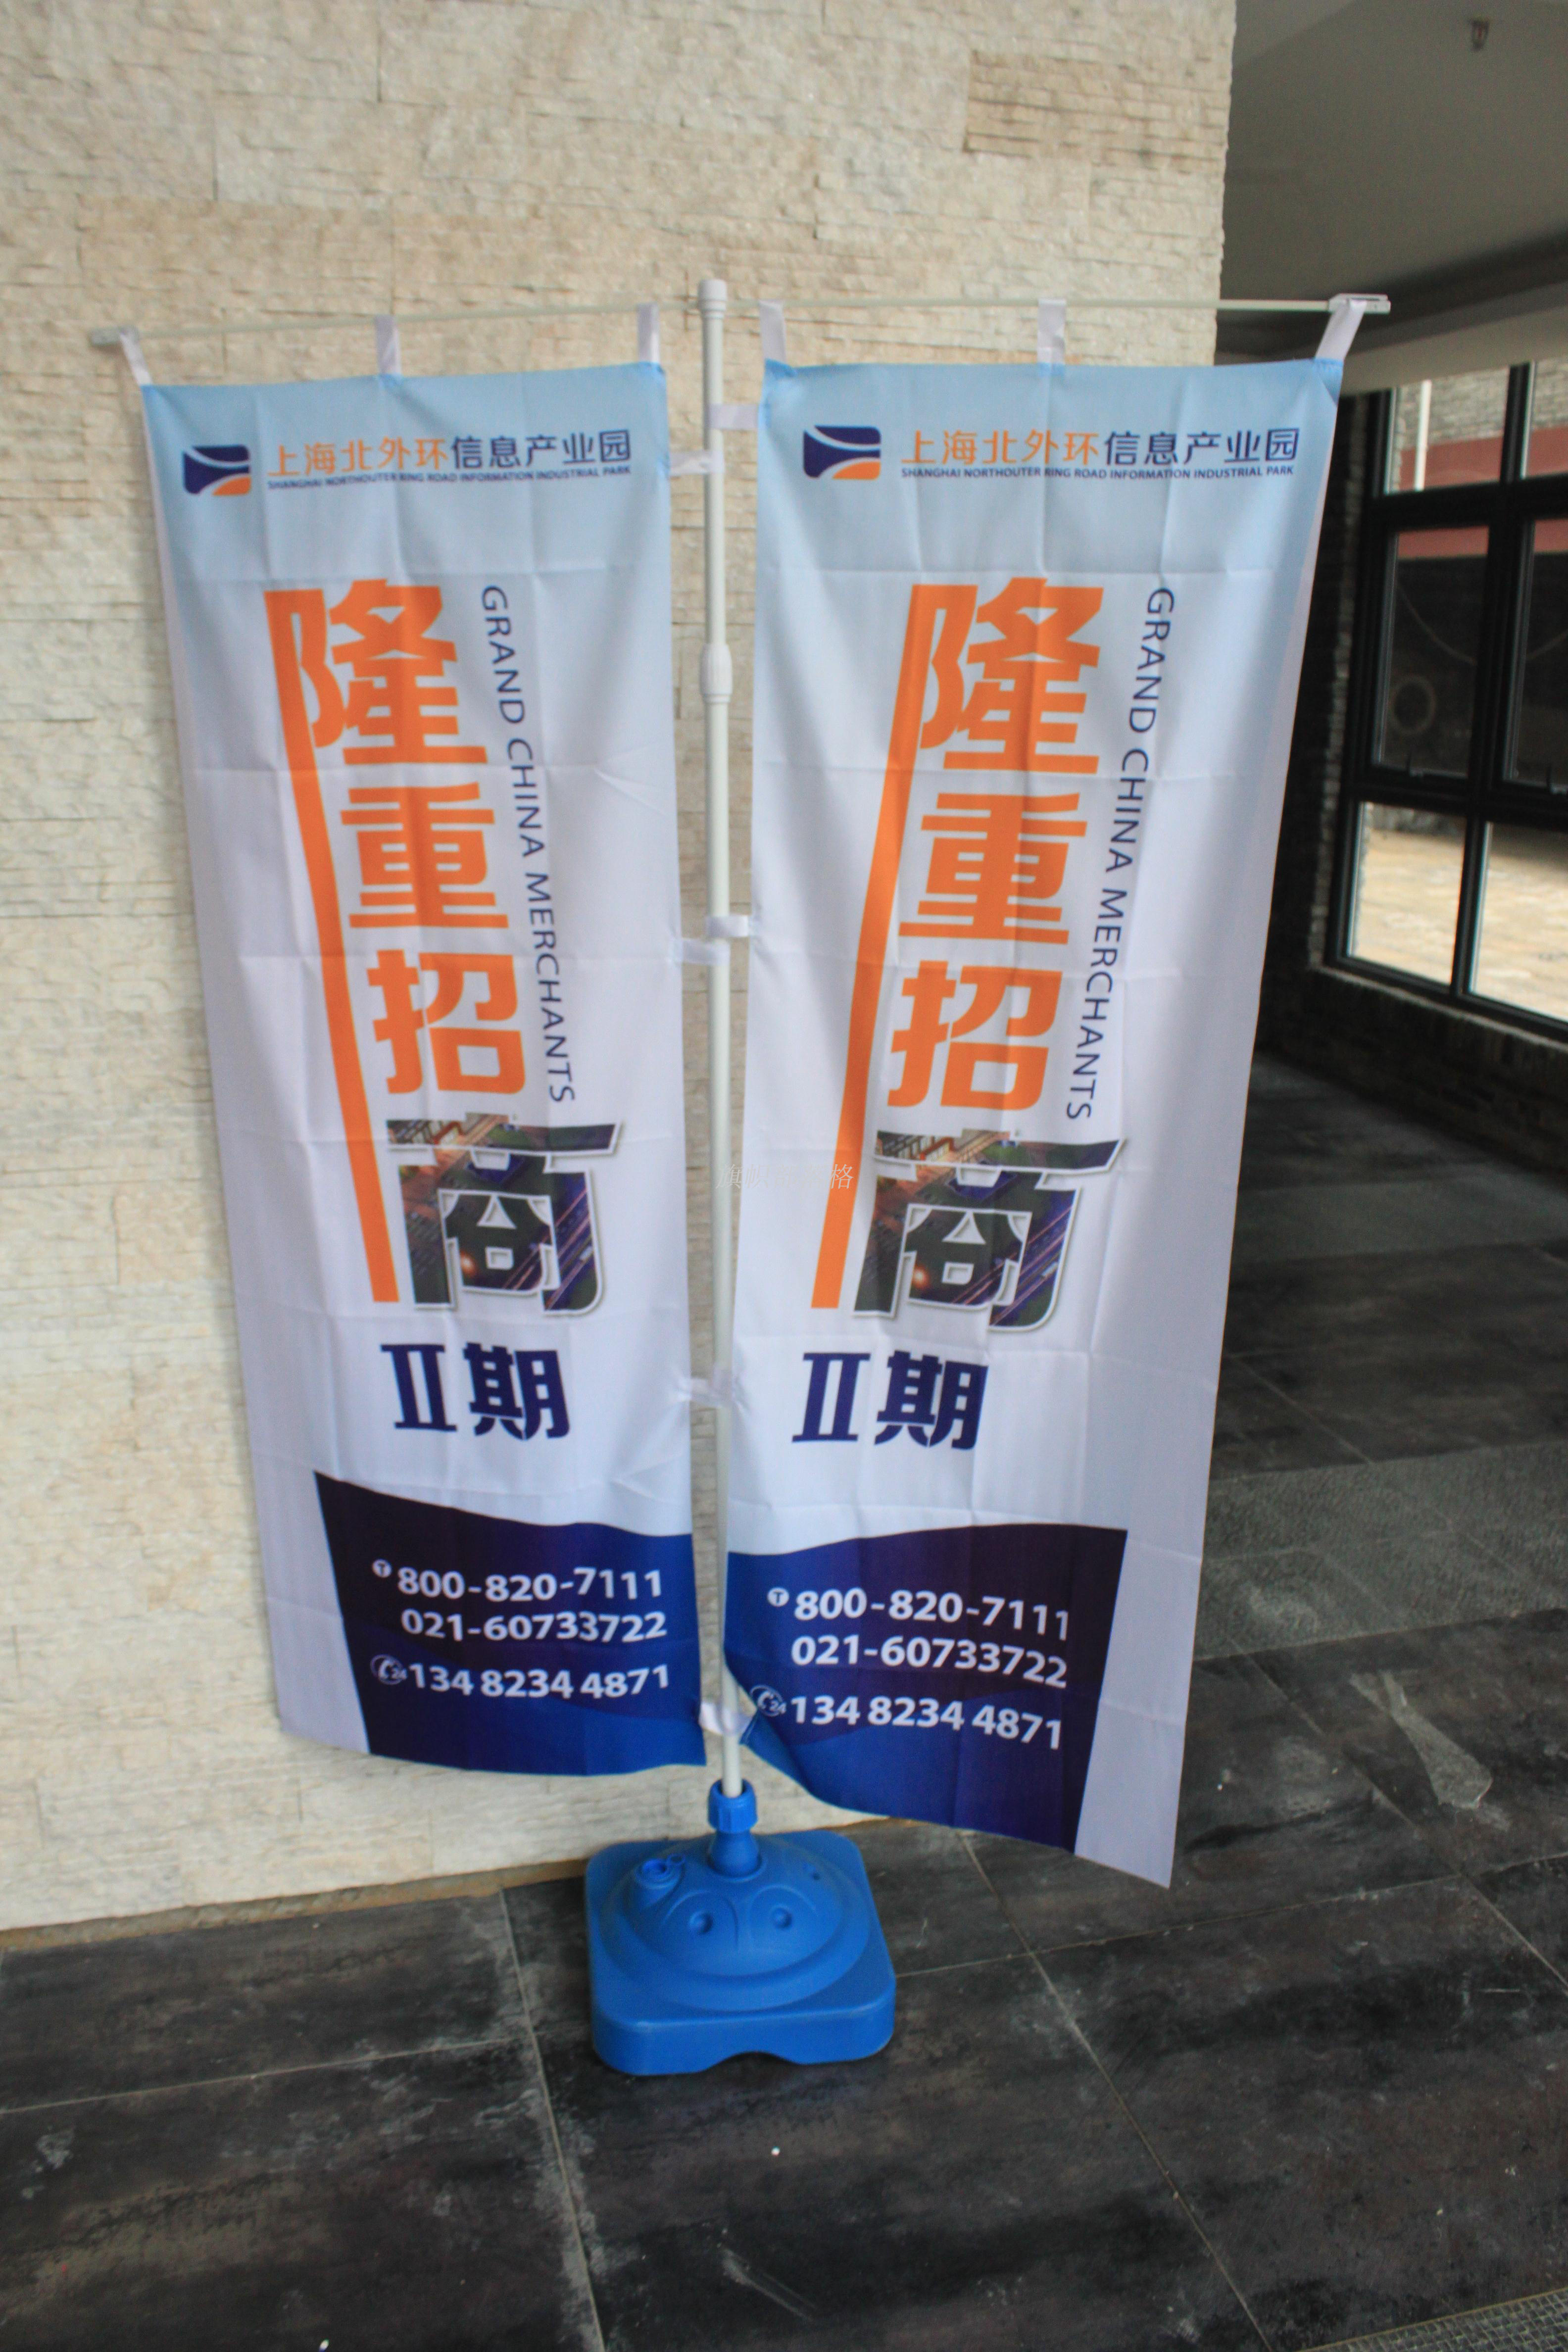 上海北外环信息产业园
SHANGHAI NORTHOUTER RING ROAD INFORMATION INDUSTRIAL PARK
隆重招商
GRAND CHINA MERCHANTS
II期
T 800-820-7111
021-60733722
24 134 8234 4871
上海北外环信息产业园
SHANGHAI NORTHOUTER RING ROAD INFORMATION INDUSTRIAL PARK
隆重招商
GRAND CHINA MERCHANTS
II期
T 800-820-7111
021-60733722
24 134 8234 4871